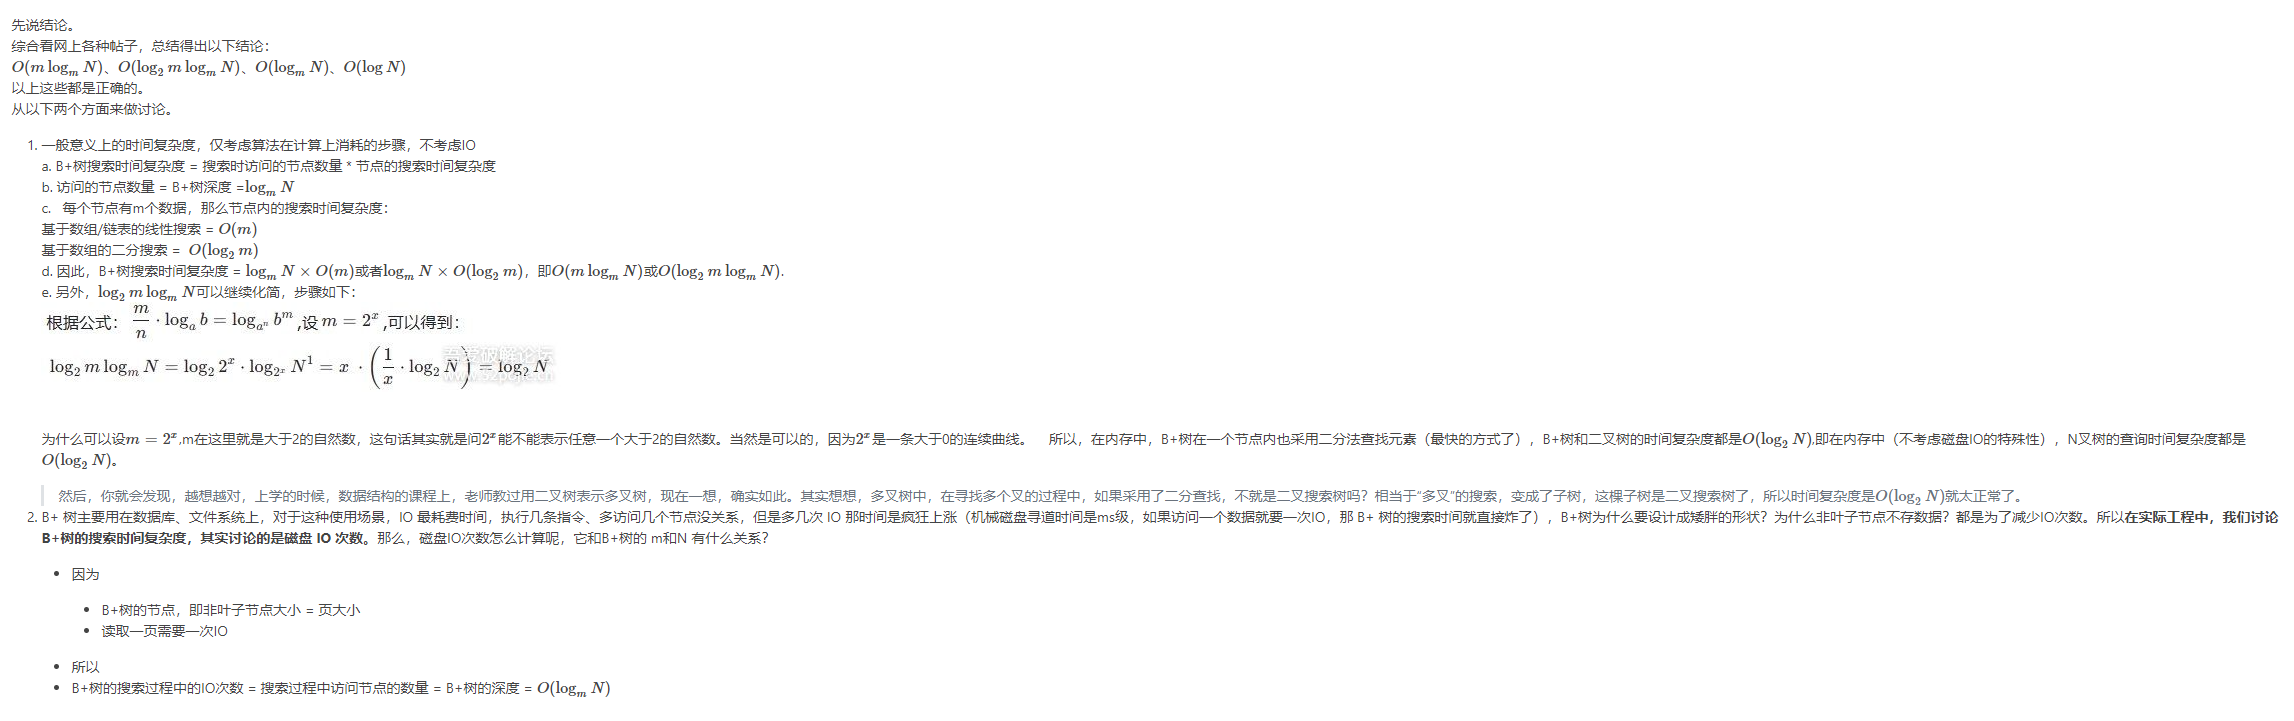 先说结论。
综合看网上各种帖子，总结得出以下结论：
O(m log_m N)、O(log_2 m log_m N)、O(log_m N)、O(log N)
以上这些都是正确的。
从以下两个方面来做讨论。
1. 一般意义上的时间复杂度，仅考虑算法在计算上消耗的步骤，不考虑IO
a. B+树搜索时间复杂度 = 搜索时访问的节点数量 * 节点的搜索时间复杂度
b. 访问的节点数量 = B+树深度 =log_m N
c. 每个节点有m个数据，那么节点内的搜索时间复杂度：
基于数组/链表的线性搜索 = O(m)
基于数组的二分搜索 = O(log_2 m)
d. 因此，B+树搜索时间复杂度 = log_m N × O(m)或者log_m N × O(log_2 m)，即O(m log_m N)或O(log_2 m log_m N).
e. 另外，log_2 m log_m N可以继续化简，步骤如下：
根据公式： m/n · log_a b = log_{a^n} b^m ,设 m = 2^x ,可以得到：
log_2 m log_m N = log_2 2^x · log_{2^x} N^1 = x · (1/x · log_2 N) = log_2 N
吾爱破解论坛
www.52pojie.cn
为什么可以设m = 2^x,m在这里就是大于2的自然数，这句话其实就是问2^x能不能表示任意一个大于2的自然数。当然是可以的，因为2^x是一条大于0的连续曲线。 所以，在内存中，B+树在一个节点内也采用二分法查找元素（最快的方式了），B+树和二叉树的时间复杂度都是O(log_2 N),即在内存中（不考虑磁盘IO的特殊性），N叉树的查询时间复杂度都是
O(log_2 N)。
然后，你就会发现，越想越对，上学的时候，数据结构的课程上，老师教过用二叉树表示多叉树，现在一想，确实如此。其实想想，多叉树中，在寻找多个叉的过程中，如果采用了二分查找，不就是二叉搜索树吗？相当于“多叉”的搜索，变成了子树，这棵子树是二叉搜索树了，所以时间复杂度是O(log_2 N)就太正常了。
2. B+ 树主要用在数据库、文件系统上，对于这种使用场景，IO 最耗费时间，执行几条指令、多访问几个节点没关系，但是多几次 IO 那时间是疯狂上涨（机械磁盘寻道时间是ms级，如果访问一个数据就要一次IO，那 B+ 树的搜索时间就直接炸了），B+树为什么要设计成矮胖的形状？为什么非叶子节点不存数据？都是为了减少IO次数。所以在实际工程中，我们讨论
B+树的搜索时间复杂度，其实讨论的是磁盘 IO 次数。那么，磁盘IO次数怎么计算呢，它和B+树的 m和N 有什么关系？
• 因为
• B+树的节点，即非叶子节点大小 = 页大小
• 读取一页需要一次IO
• 所以
• B+树的搜索过程中的IO次数 = 搜索过程中访问节点的数量 = B+树的深度 = O(log_m N)